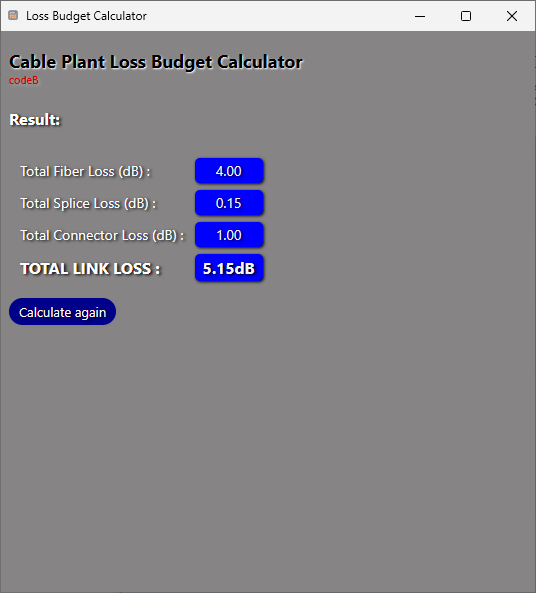 Loss Budget Calculator
Cable Plant Loss Budget Calculator
codeB
Result:
Total Fiber Loss (dB) : 4.00
Total Splice Loss (dB) : 0.15
Total Connector Loss (dB) : 1.00
TOTAL LINK LOSS : 5.15dB
Calculate again